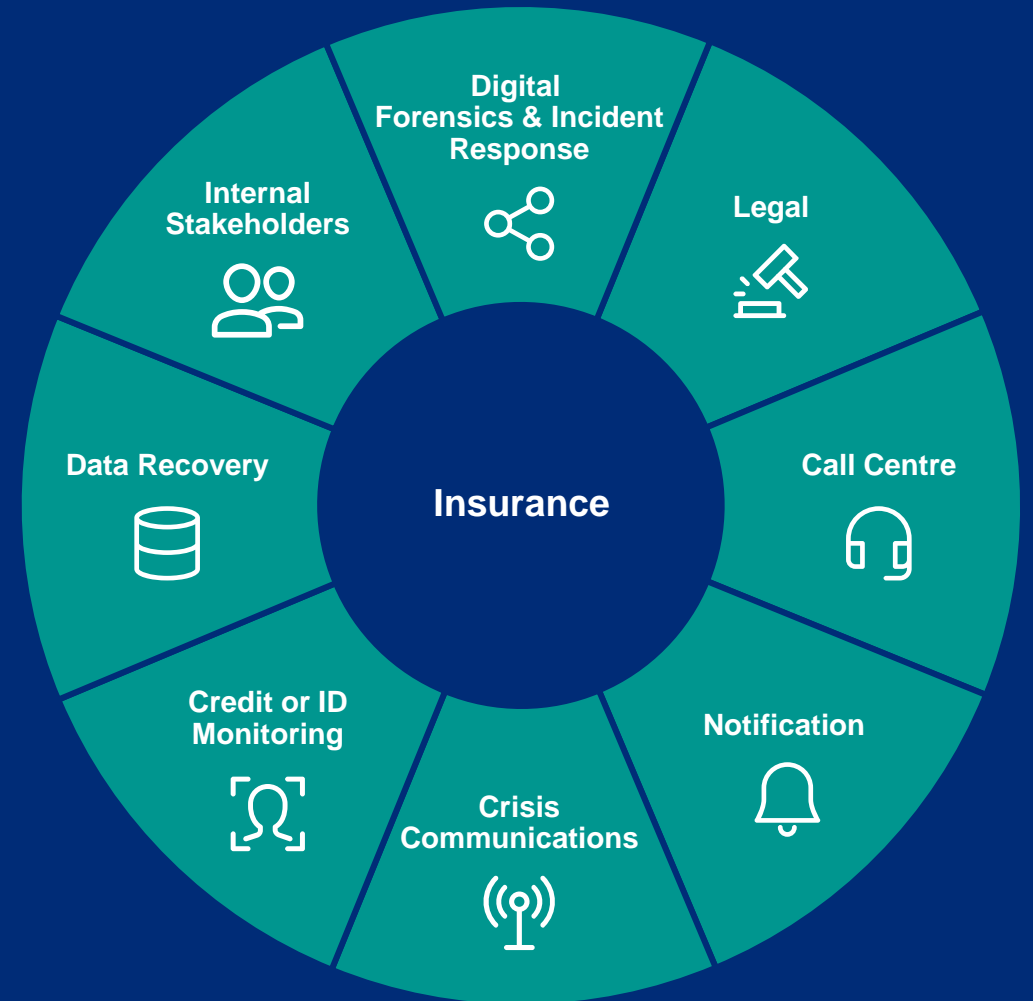 Digital
Forensics & Incident
Response
Legal
Call Centre
Notification
Crisis
Communications
Credit or ID
Monitoring
Data Recovery
Internal
Stakeholders
Insurance